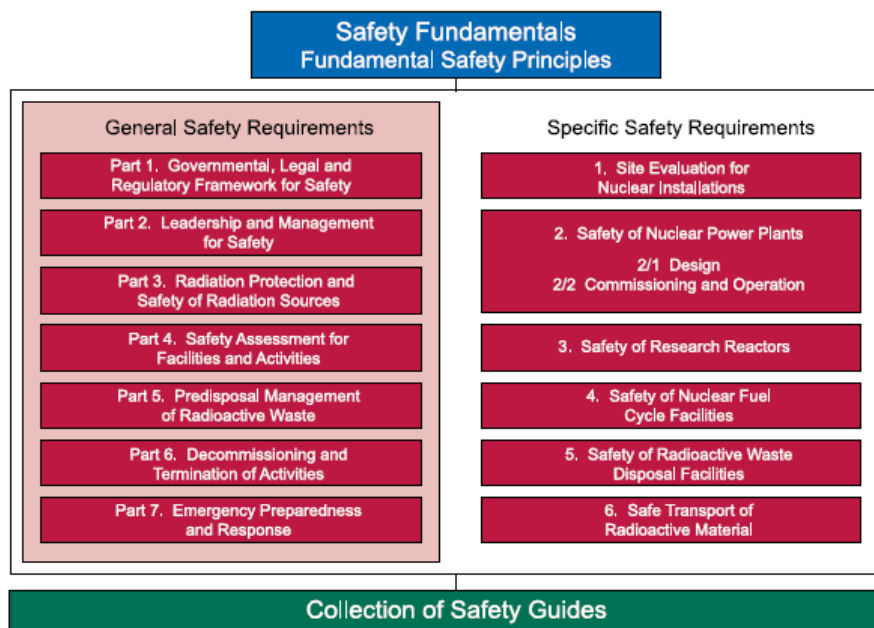 Safety Fundamentals
Fundamental Safety Principles
General Safety Requirements
Part 1. Governmental, Legal and
Regulatory Framework for Safety
Part 2. Leadership and Management
for Safety
Part 3. Radiation Protection and
Safety of Radiation Sources
Part 4. Safety Assessment for
Facilities and Activities
Part 5. Predisposal Management
of Radioactive Waste
Part 6. Decommissioning and
Termination of Activities
Part 7. Emergency Preparedness
and Response
Specific Safety Requirements
1. Site Evaluation for
Nuclear Installations
2. Safety of Nuclear Power Plants
2/1 Design
2/2 Commissioning and Operation
3. Safety of Research Reactors
4. Safety of Nuclear Fuel
Cycle Facilities
5. Safety of Radioactive Waste
Disposal Facilities
6. Safe Transport of
Radioactive Material
Collection of Safety Guides